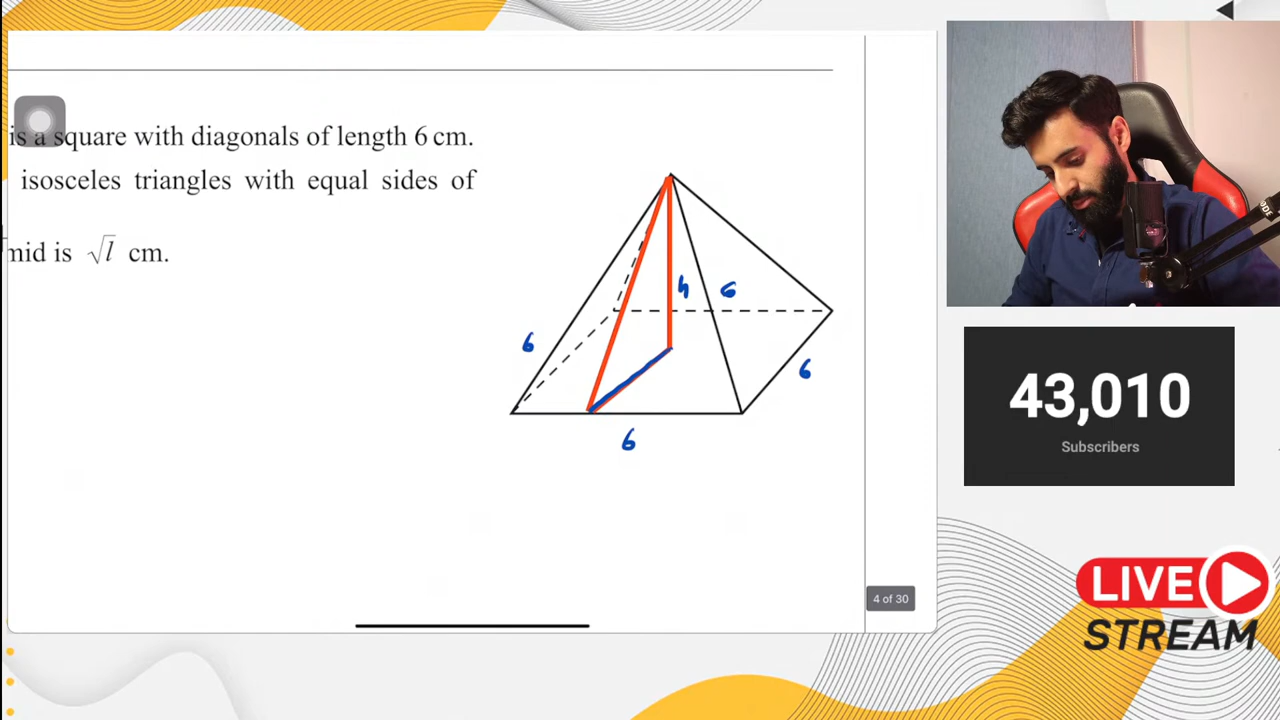 is a square with diagonals of length 6 cm.
isosceles triangles with equal sides of
mid is √l cm.
h
6
6
6
6
4 of 30
43,010
Subscribers
LIVE
STREAM